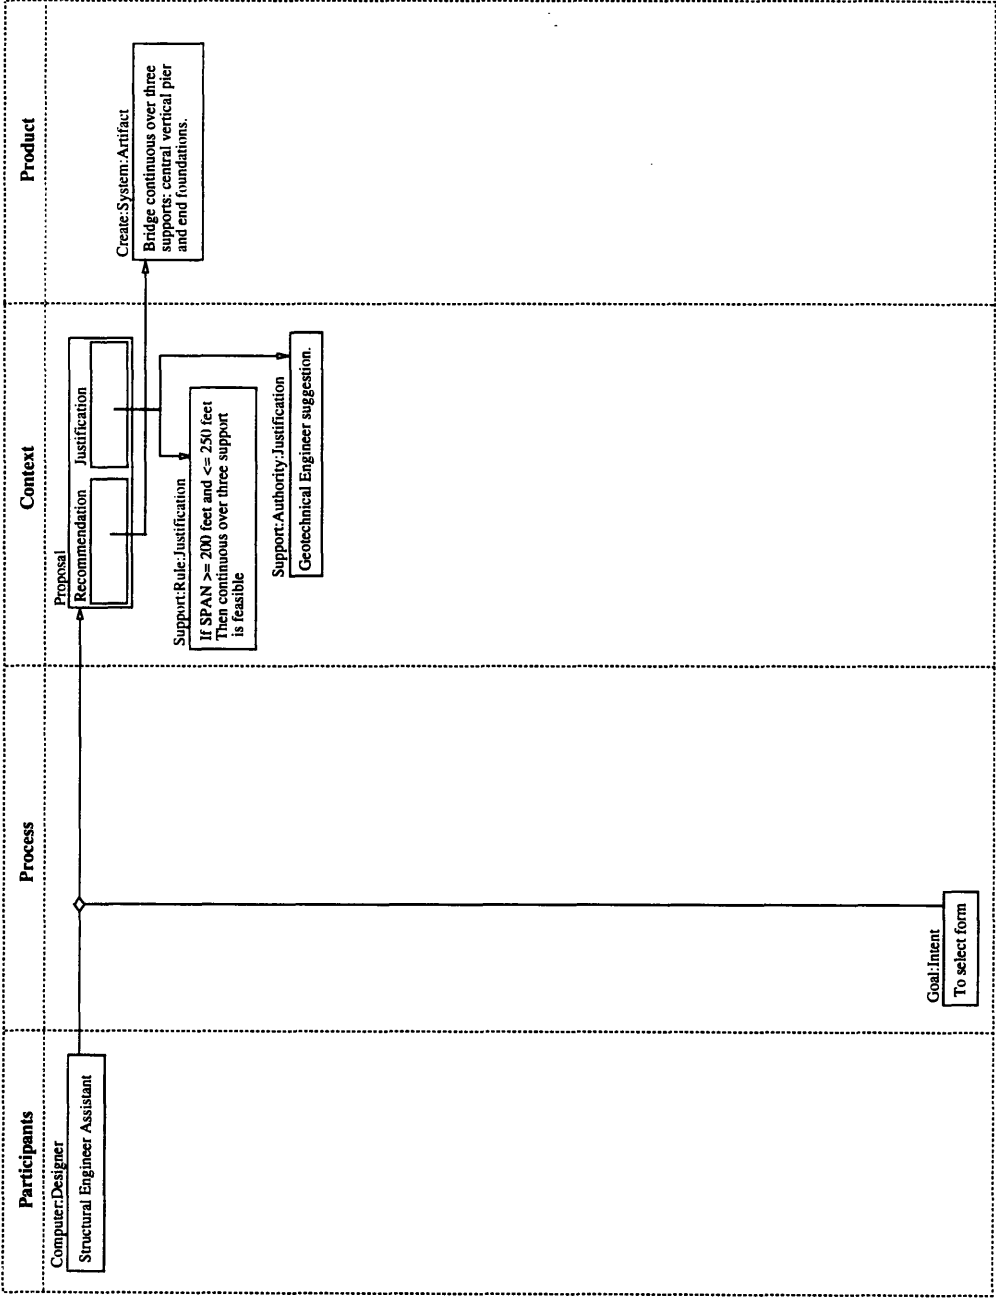 Participants
Process
Context
Product
Computer:Designer
Structural Engineer Assistant
Goal:Intent
To select form
Proposal
Recommendation
Justification
Support:Rule:Justification
If SPAN >= 200 feet and <= 250 feet
Then continuous over three support
is feasible
Support:Authority:Justification
Geotechnical Engineer suggestion.
Create:System:Artifact
Bridge continuous over three
supports: central vertical pier
and end foundations.